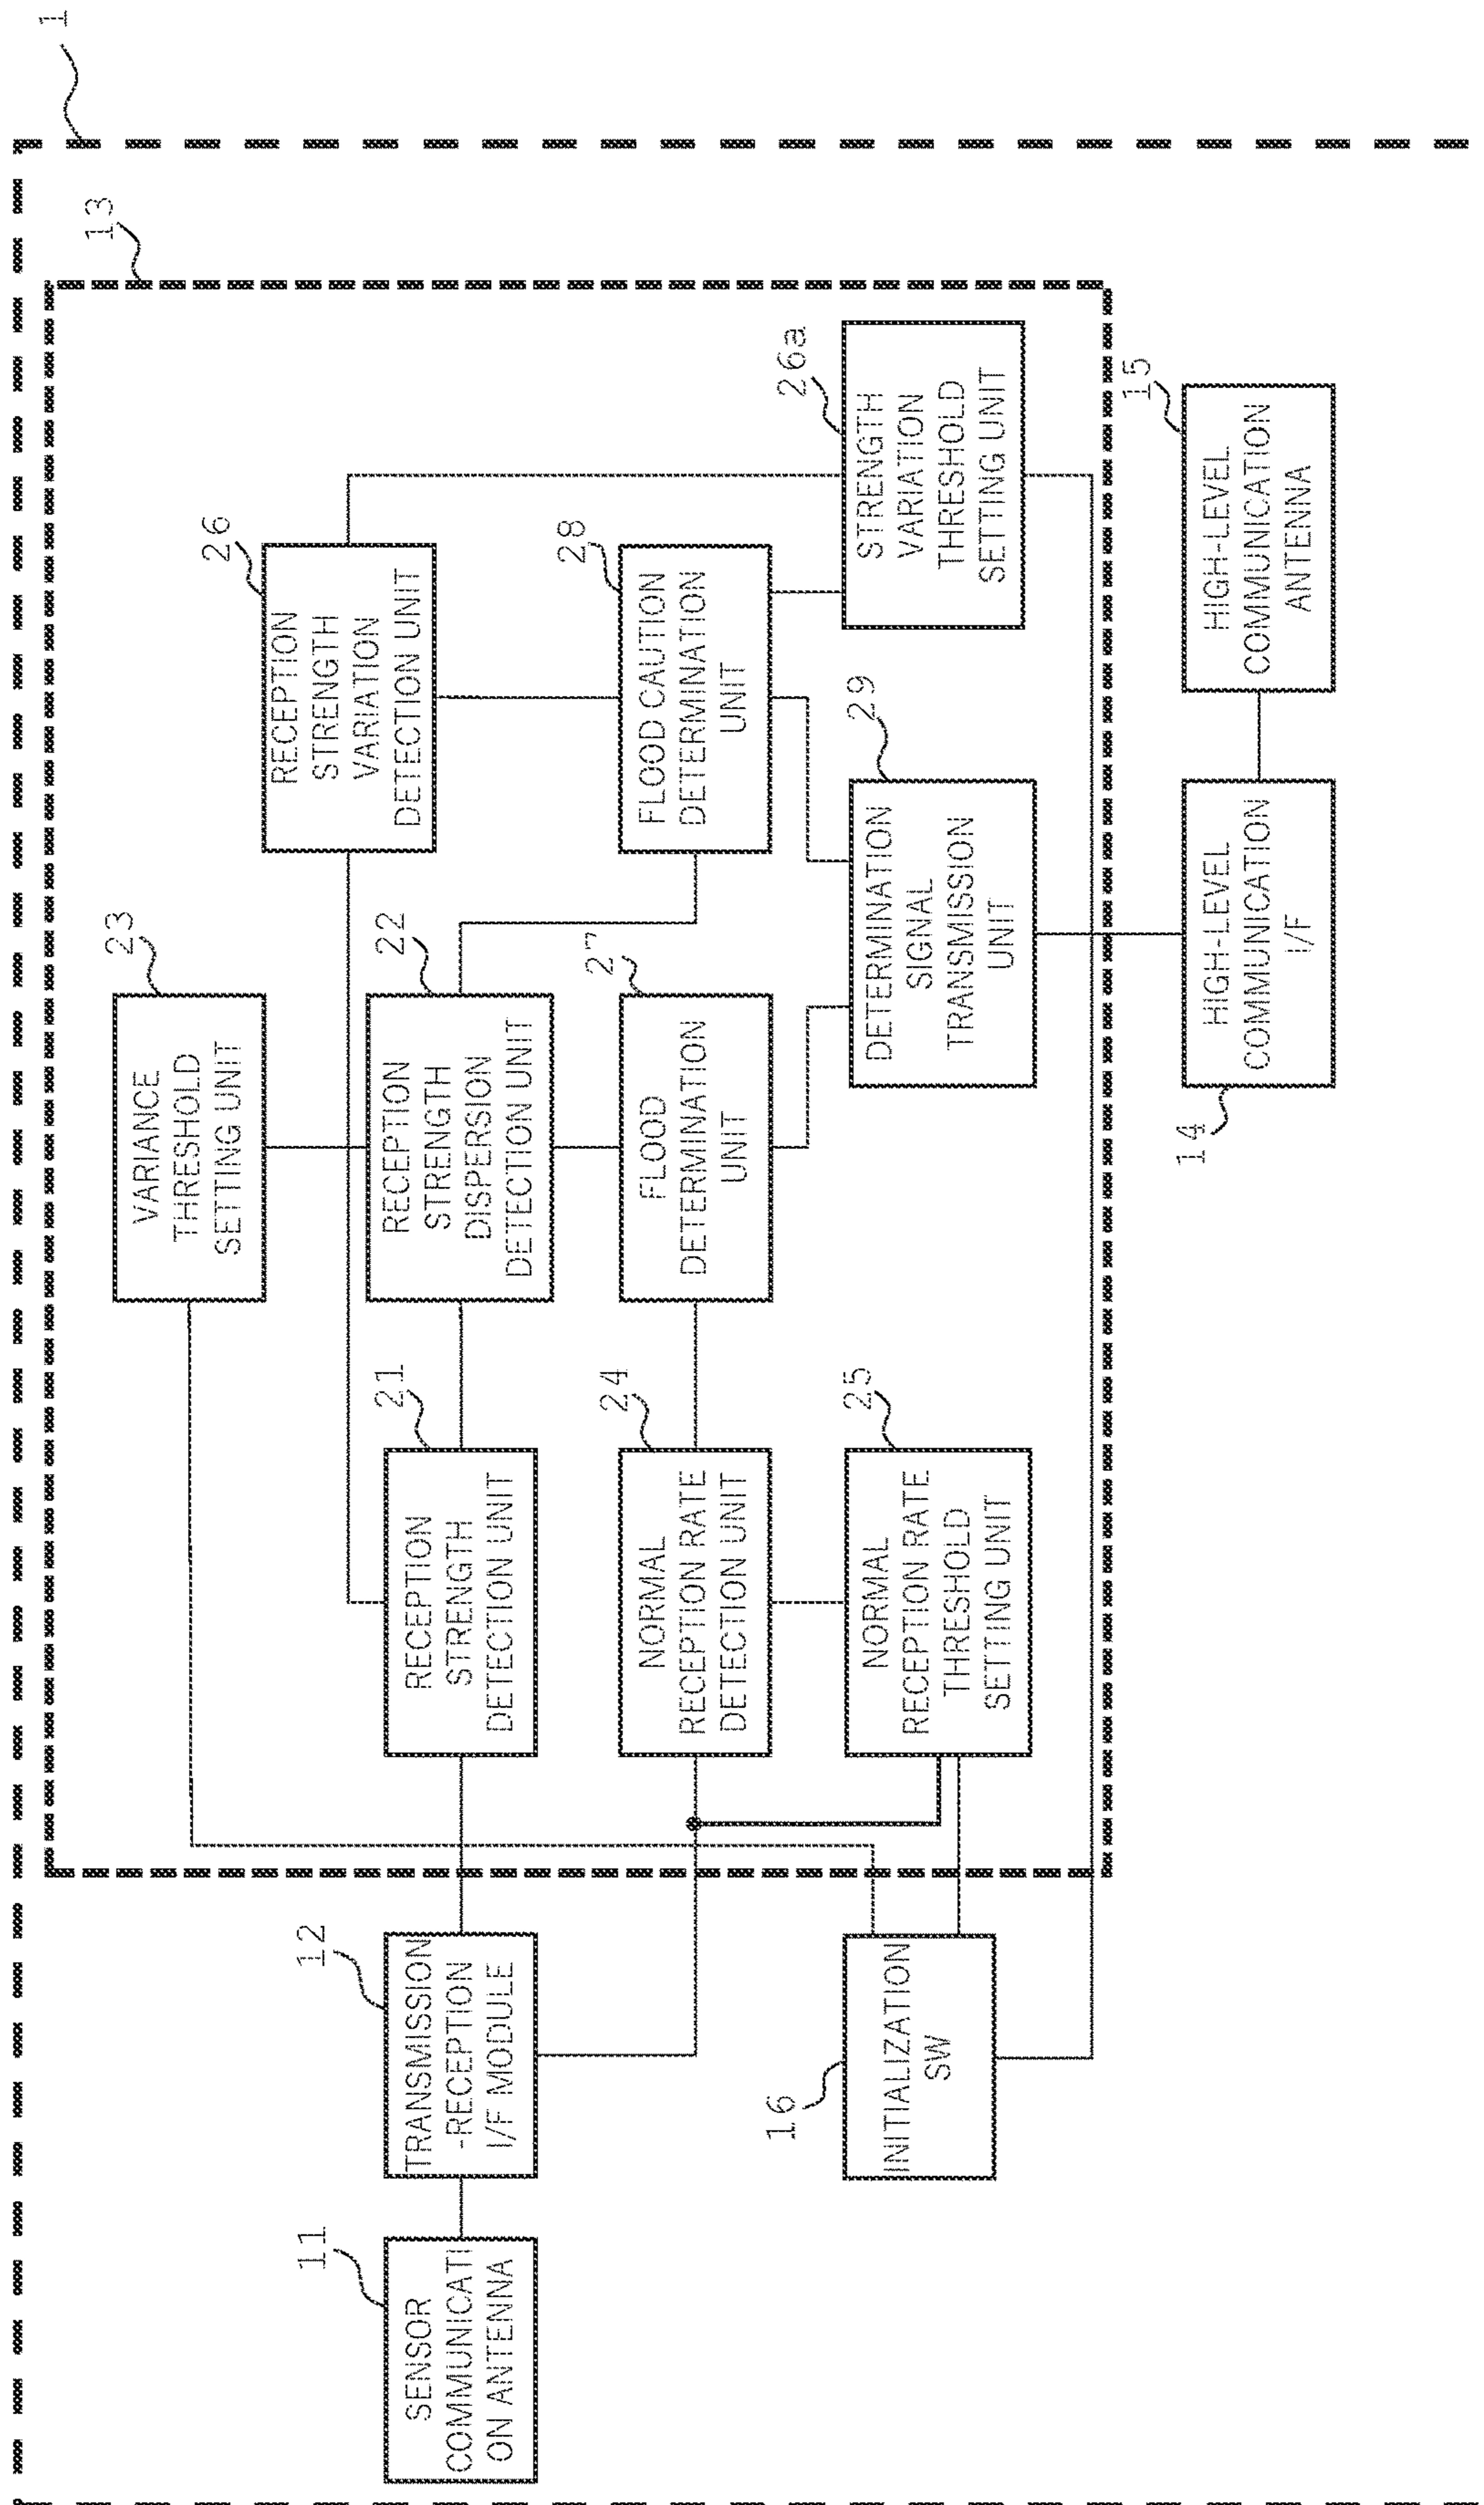 1
13
23
VARIANCE
THRESHOLD
SETTING UNIT
26
RECEPTION
STRENGTH
VARIATION
DETECTION UNIT
11
SENSOR
COMMUNICATI
ON ANTENNA
12
TRANSMISSION
-RECEPTION
I/F MODULE
21
RECEPTION
STRENGTH
DETECTION UNIT
22
RECEPTION
STRENGTH
DISPERSION
DETECTION UNIT
24
NORMAL
RECEPTION RATE
DETECTION UNIT
27
FLOOD
DETERMINATION
UNIT
28
FLOOD CAUTION
DETERMINATION
UNIT
16
INITIALIZATION
SW
25
NORMAL
RECEPTION RATE
THRESHOLD
SETTING UNIT
29
DETERMINATION
SIGNAL
TRANSMISSION
UNIT
26a
STRENGTH
VARIATION
THRESHOLD
SETTING UNIT
14
HIGH-LEVEL
COMMUNICATION
I/F
15
HIGH-LEVEL
COMMUNICATION
ANTENNA